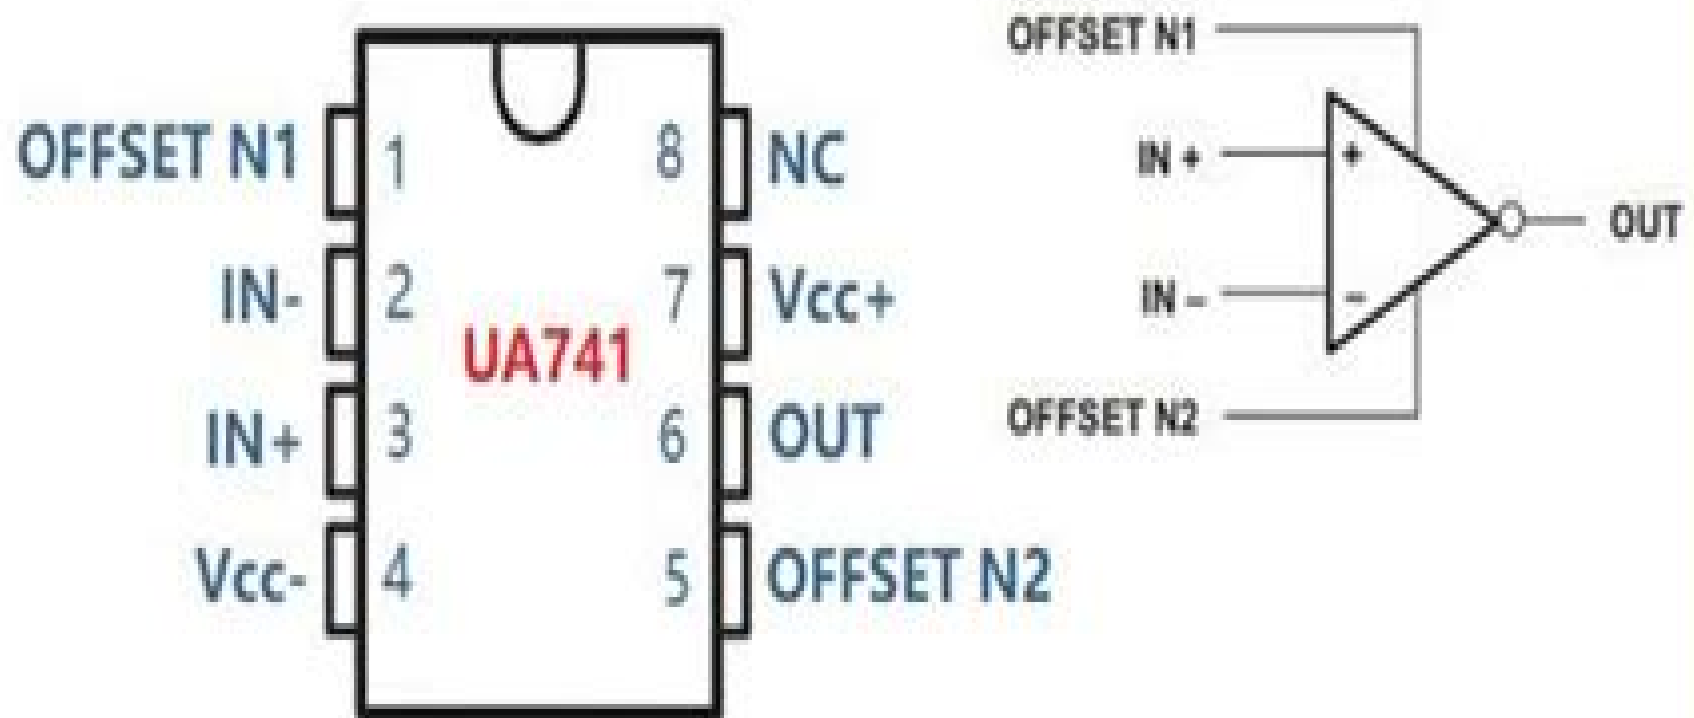 OFFSET N1 1 8 NC
IN- 2 7 Vcc+
UA741
IN+ 3 6 OUT
Vcc- 4 5 OFFSET N2
OFFSET N1
IN + +
OUT
IN – –
OFFSET N2